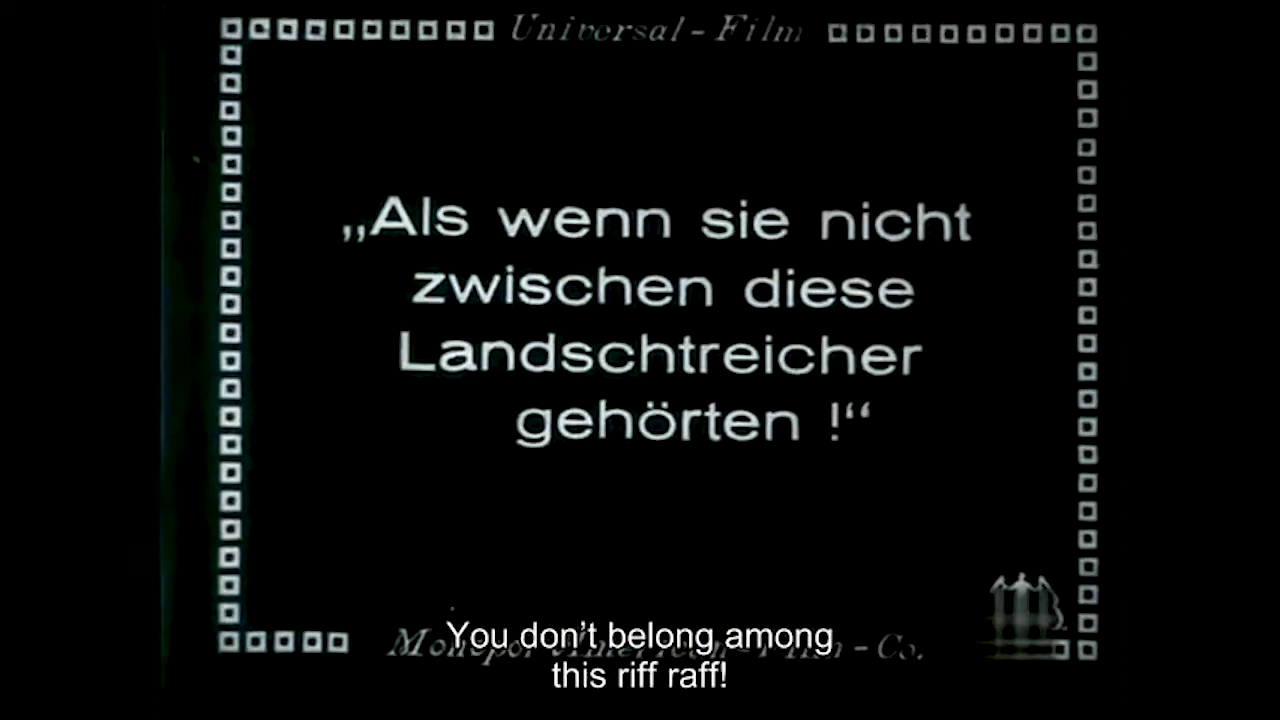 Universal-Film
„Als wenn sie nicht
zwischen diese
Landschtreicher
gehörten !“
You don't belong among
this riff raff!